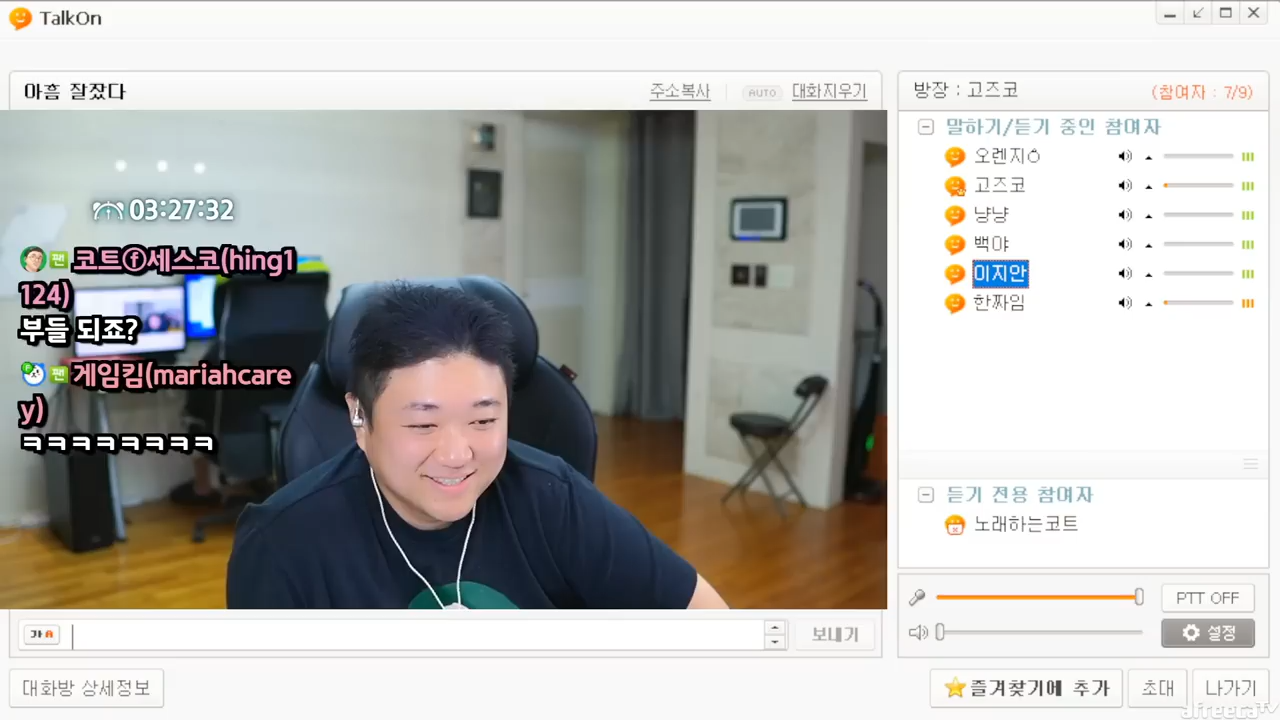 TalkOn
아흠 잘잤다
주소복사
AUTO
대화지우기
03:27:32
팬 코트ⓕ세스코(hing1
124)
부들 되죠?
팬 게임킴(mariahcare
y)
ㅋㅋㅋㅋㅋㅋㅋㅋ
가A
보내기
대화방 상세정보
방장 : 고즈코
(참여자 : 7/9)
말하기/듣기 중인 참여자
오렌지○
고즈코
냥냥
백야
이지안
한짜임
듣기 전용 참여자
노래하는코트
PTT OFF
설정
즐겨찾기에 추가
초대
나가기
afreecaTV